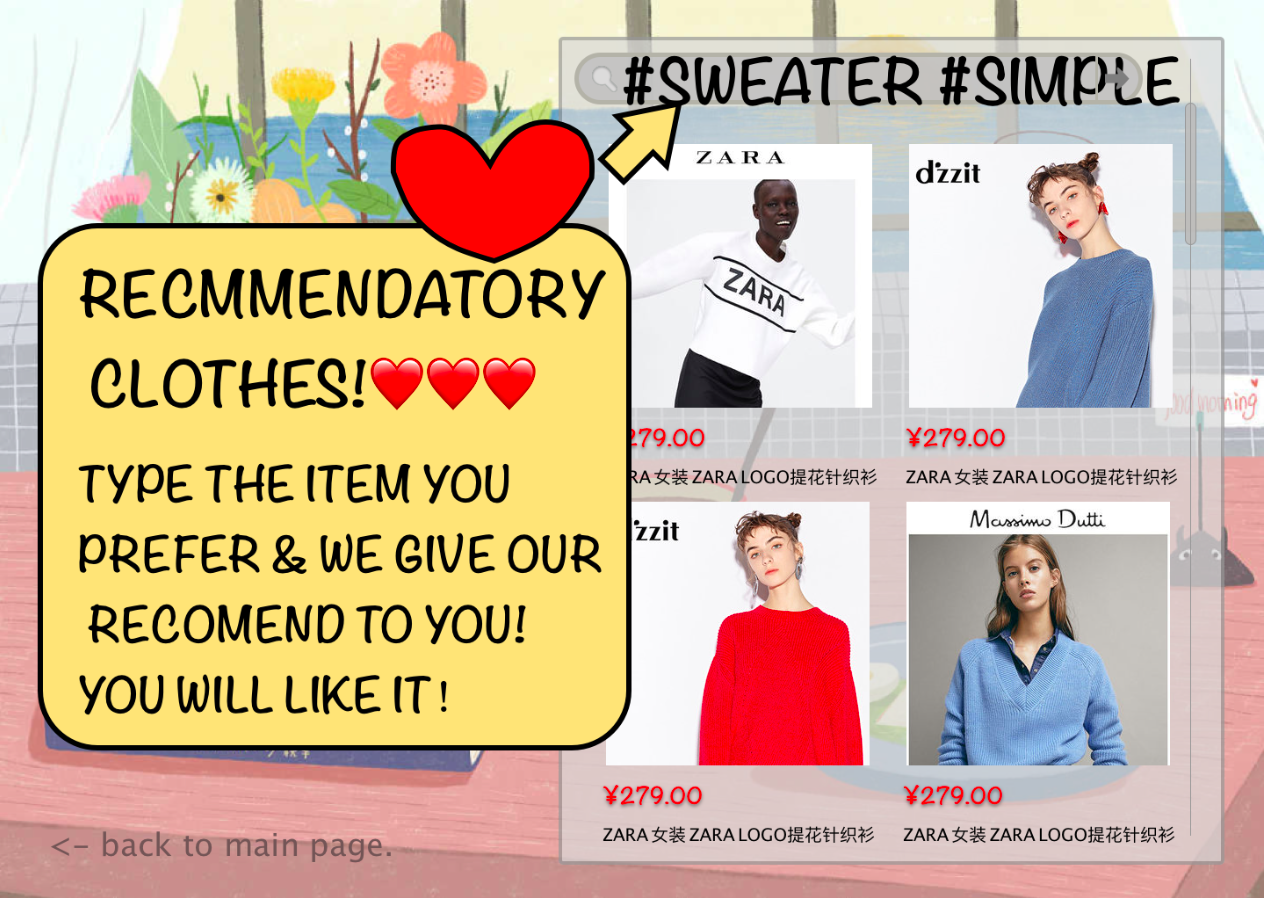 #SWEATER #SIMPLE
RECMMENDATORY
CLOTHES!❤️❤️❤️
TYPE THE ITEM YOU
PREFER & WE GIVE OUR
RECOMEND TO YOU!
YOU WILL LIKE IT！
<- back to main page.
ZARA
ZARA
279.00
RA 女装 ZARA LOGO提花针织衫
d'zzit
¥279.00
ZARA 女装 ZARA LOGO提花针织衫
'zzit
¥279.00
ZARA 女装 ZARA LOGO提花针织衫
Massimo Dutti
¥279.00
ZARA 女装 ZARA LOGO提花针织衫
morning